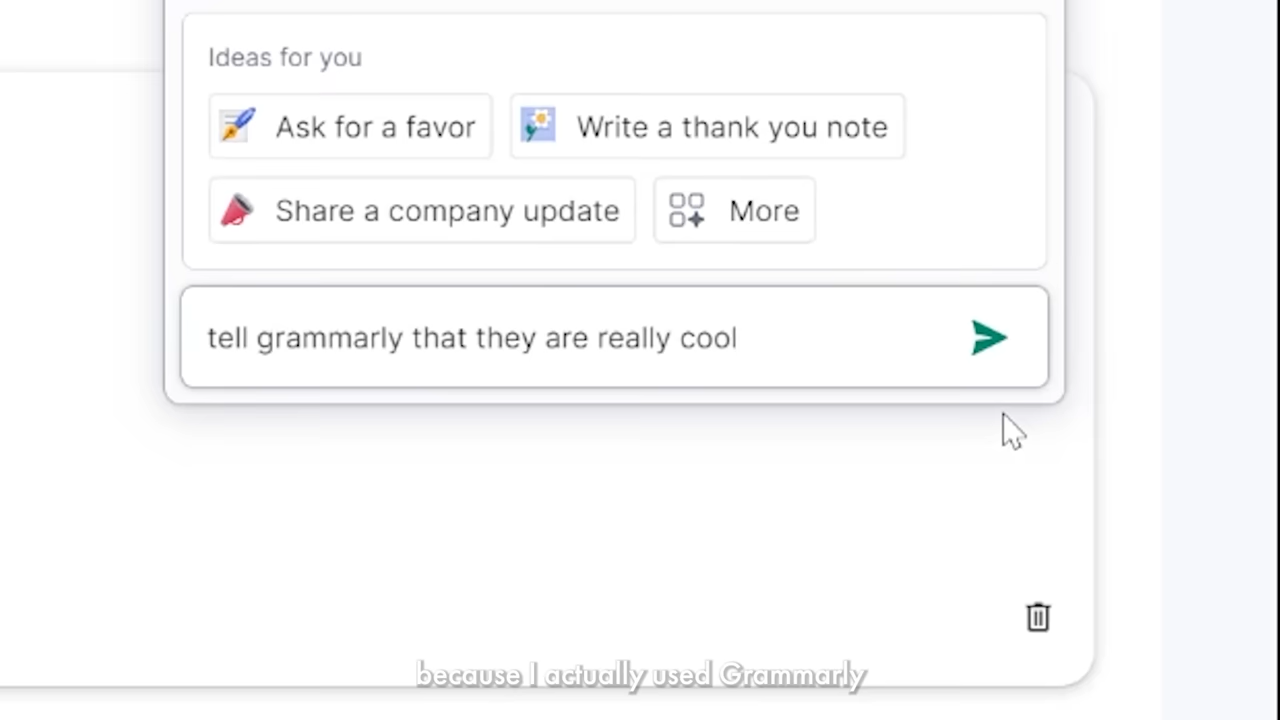 Ideas for you
Ask for a favor
Write a thank you note
Share a company update
More
tell grammarly that they are really cool
because I actually used Grammarly